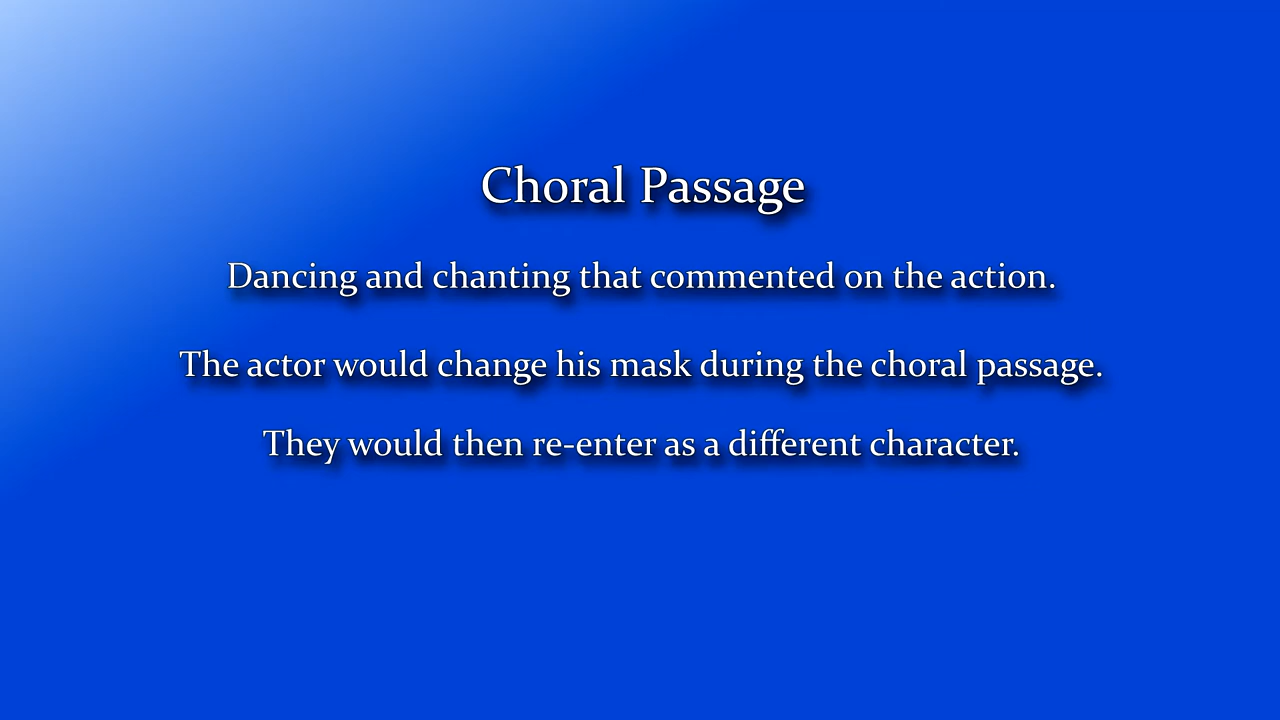 Choral Passage
Dancing and chanting that commented on the action.
The actor would change his mask during the choral passage.
They would then re-enter as a different character.